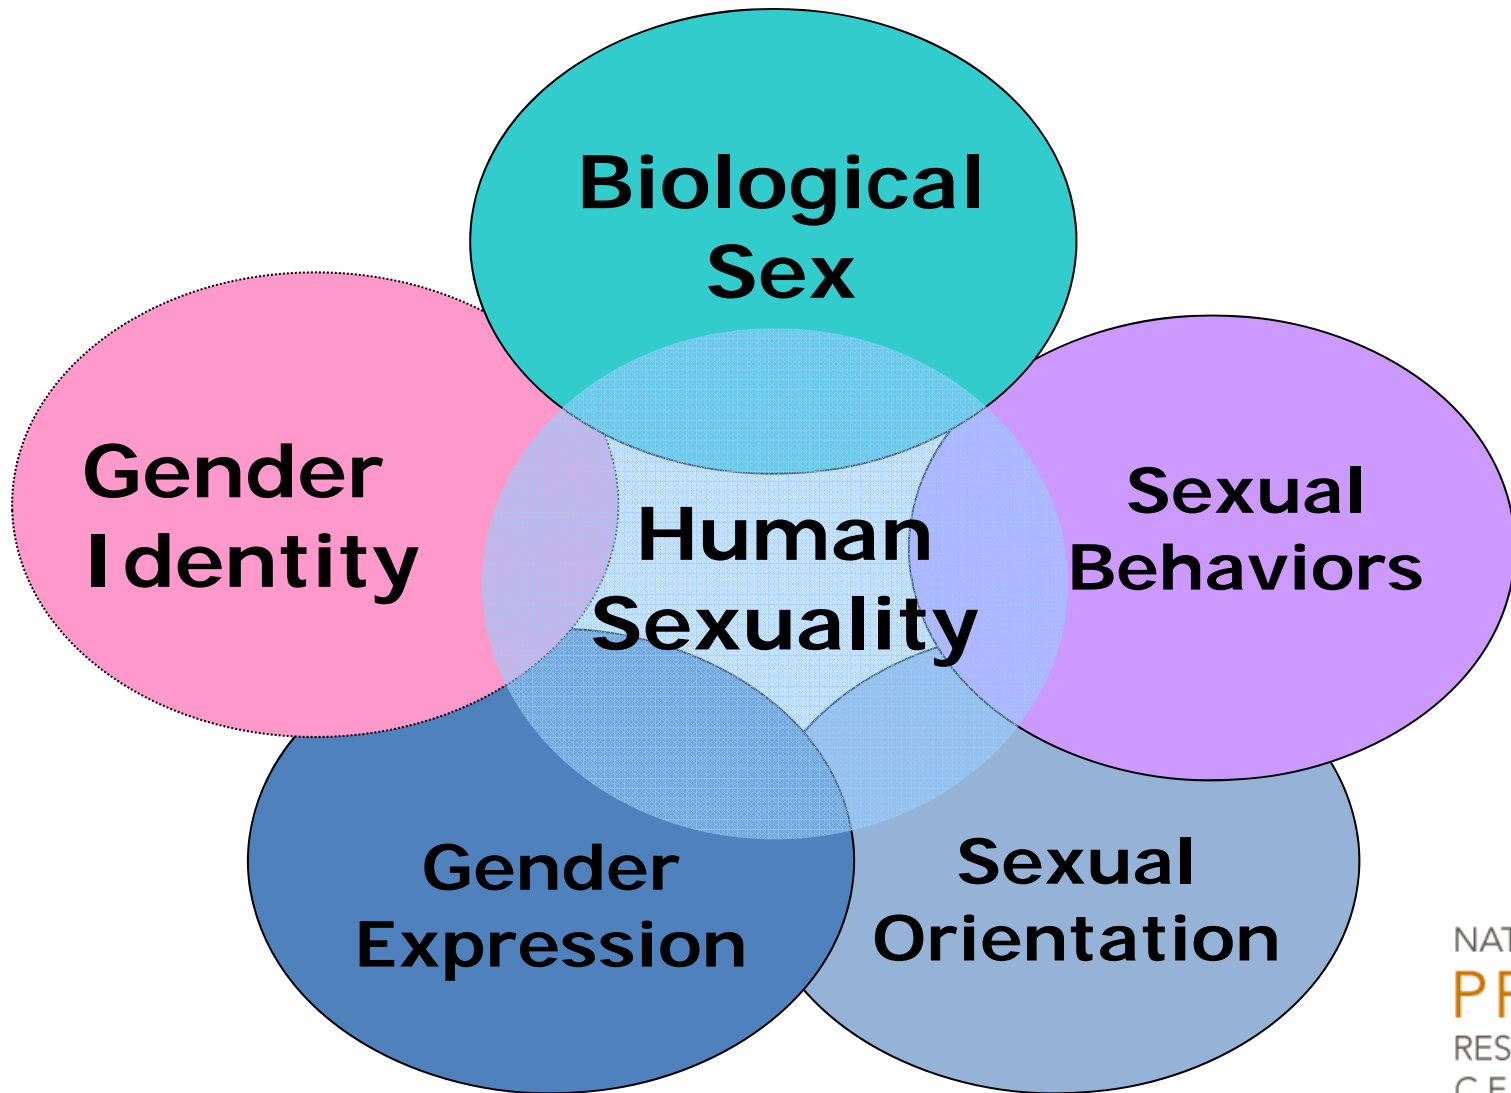 Biological
Sex
Gender
Identity
Human
Sexuality
Sexual
Behaviors
Gender
Expression
Sexual
Orientation